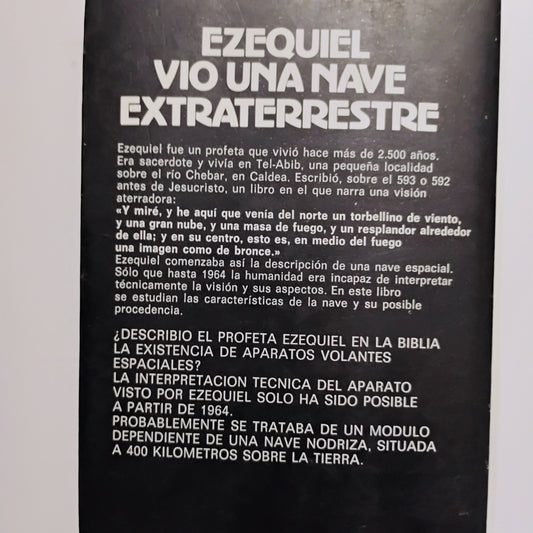 EZEQUIEL
VIO UNA NAVE
EXTRATERRESTRE
Ezequiel fue un profeta que vivió hace más de 2.500 años.
Era sacerdote y vivía en Tel-Abib, una pequeña localidad
sobre el río Chebar, en Caldea. Escribió, sobre el 593 o 592
antes de Jesucristo, un libro en el que narra una visión
aterradora:
«Y miré, y he aquí que venía del norte un torbellino de viento,
y una gran nube, y una masa de fuego, y un resplandor alrededor
de ella; y en su centro, esto es, en medio del fuego
una imagen como de bronce.»
Ezequiel comenzaba así la descripción de una nave espacial.
Sólo que hasta 1964 la humanidad era incapaz de interpretar
técnicamente la visión y sus aspectos. En este libro
se estudian las características de la nave y su posible
procedencia.
¿DESCRIBIO EL PROFETA EZEQUIEL EN LA BIBLIA
LA EXISTENCIA DE APARATOS VOLANTES
ESPACIALES?
LA INTERPRETACION TECNICA DEL APARATO
VISTO POR EZEQUIEL SOLO HA SIDO POSIBLE
A PARTIR DE 1964.
PROBABLEMENTE SE TRATABA DE UN MODULO
DEPENDIENTE DE UNA NAVE NODRIZA, SITUADA
A 400 KILOMETROS SOBRE LA TIERRA.